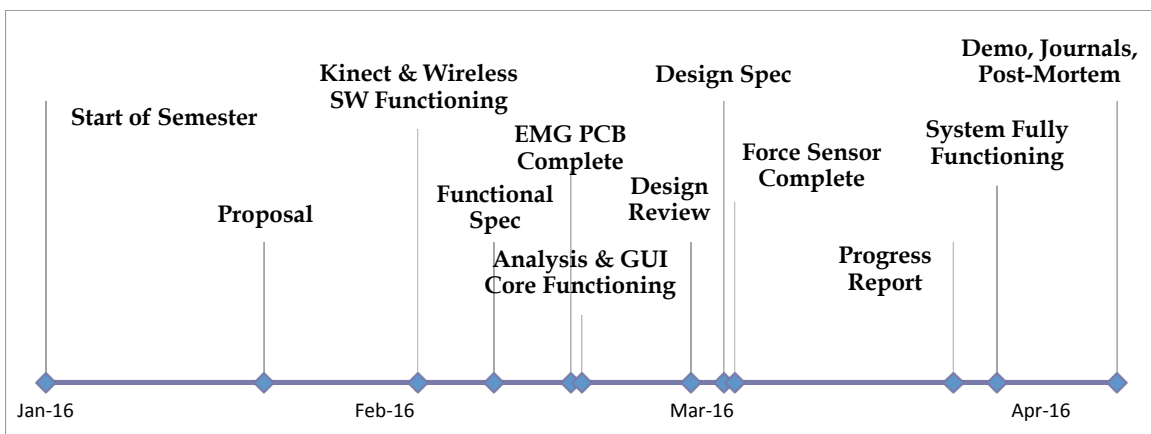 Start of Semester
Proposal
Kinect & Wireless
SW Functioning
Functional
Spec
EMG PCB
Complete
Analysis & GUI
Core Functioning
Design
Review
Design Spec
Force Sensor
Complete
Progress
Report
System Fully
Functioning
Demo, Journals,
Post-Mortem
Jan-16
Feb-16
Mar-16
Apr-16